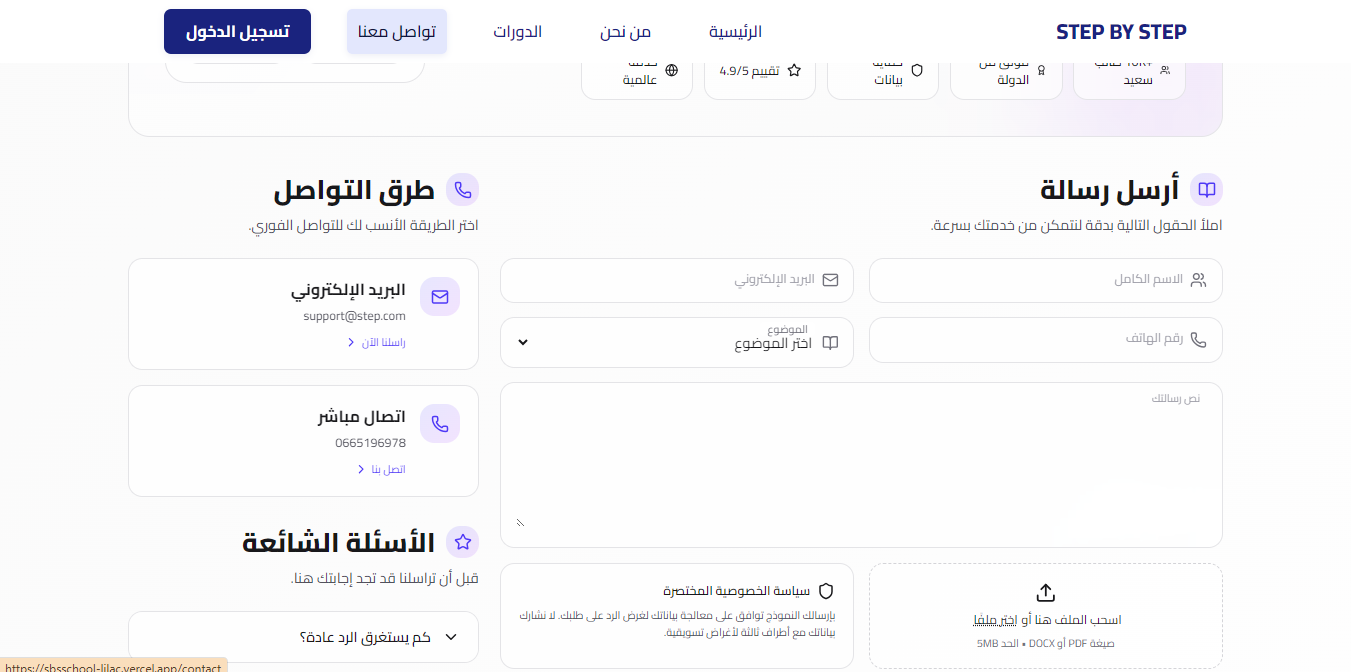 STEP BY STEP
الرئيسية
من نحن
الدورات
تواصل معنا
تسجيل الدخول
سعيد
الدولة
بيانات
تقييم 4.9/5
عالمية
أرسل رسالة
املأ الحقول التالية بدقة لنتمكن من خدمتك بسرعة.
الاسم الكامل
البريد الإلكتروني
رقم الهاتف
الموضوع
اختر الموضوع
نص رسالتك
اسحب الملف هنا أو اختر ملفًا
صيغة PDF أو DOCX • الحد 5MB
سياسة الخصوصية المختصرة
بإرسالك النموذج توافق على معالجة بياناتك لغرض الرد على طلبك. لا نشارك
بياناتك مع أطراف ثالثة لأغراض تسويقية.
طرق التواصل
اختر الطريقة الأنسب لك للتواصل الفوري.
البريد الإلكتروني
support@step.com
راسلنا الآن
اتصال مباشر
0665196978
اتصل بنا
الأسئلة الشائعة
قبل أن تراسلنا قد تجد إجابتك هنا.
كم يستغرق الرد عادة؟
https://sbsschool-lilac.vercel.app/contact